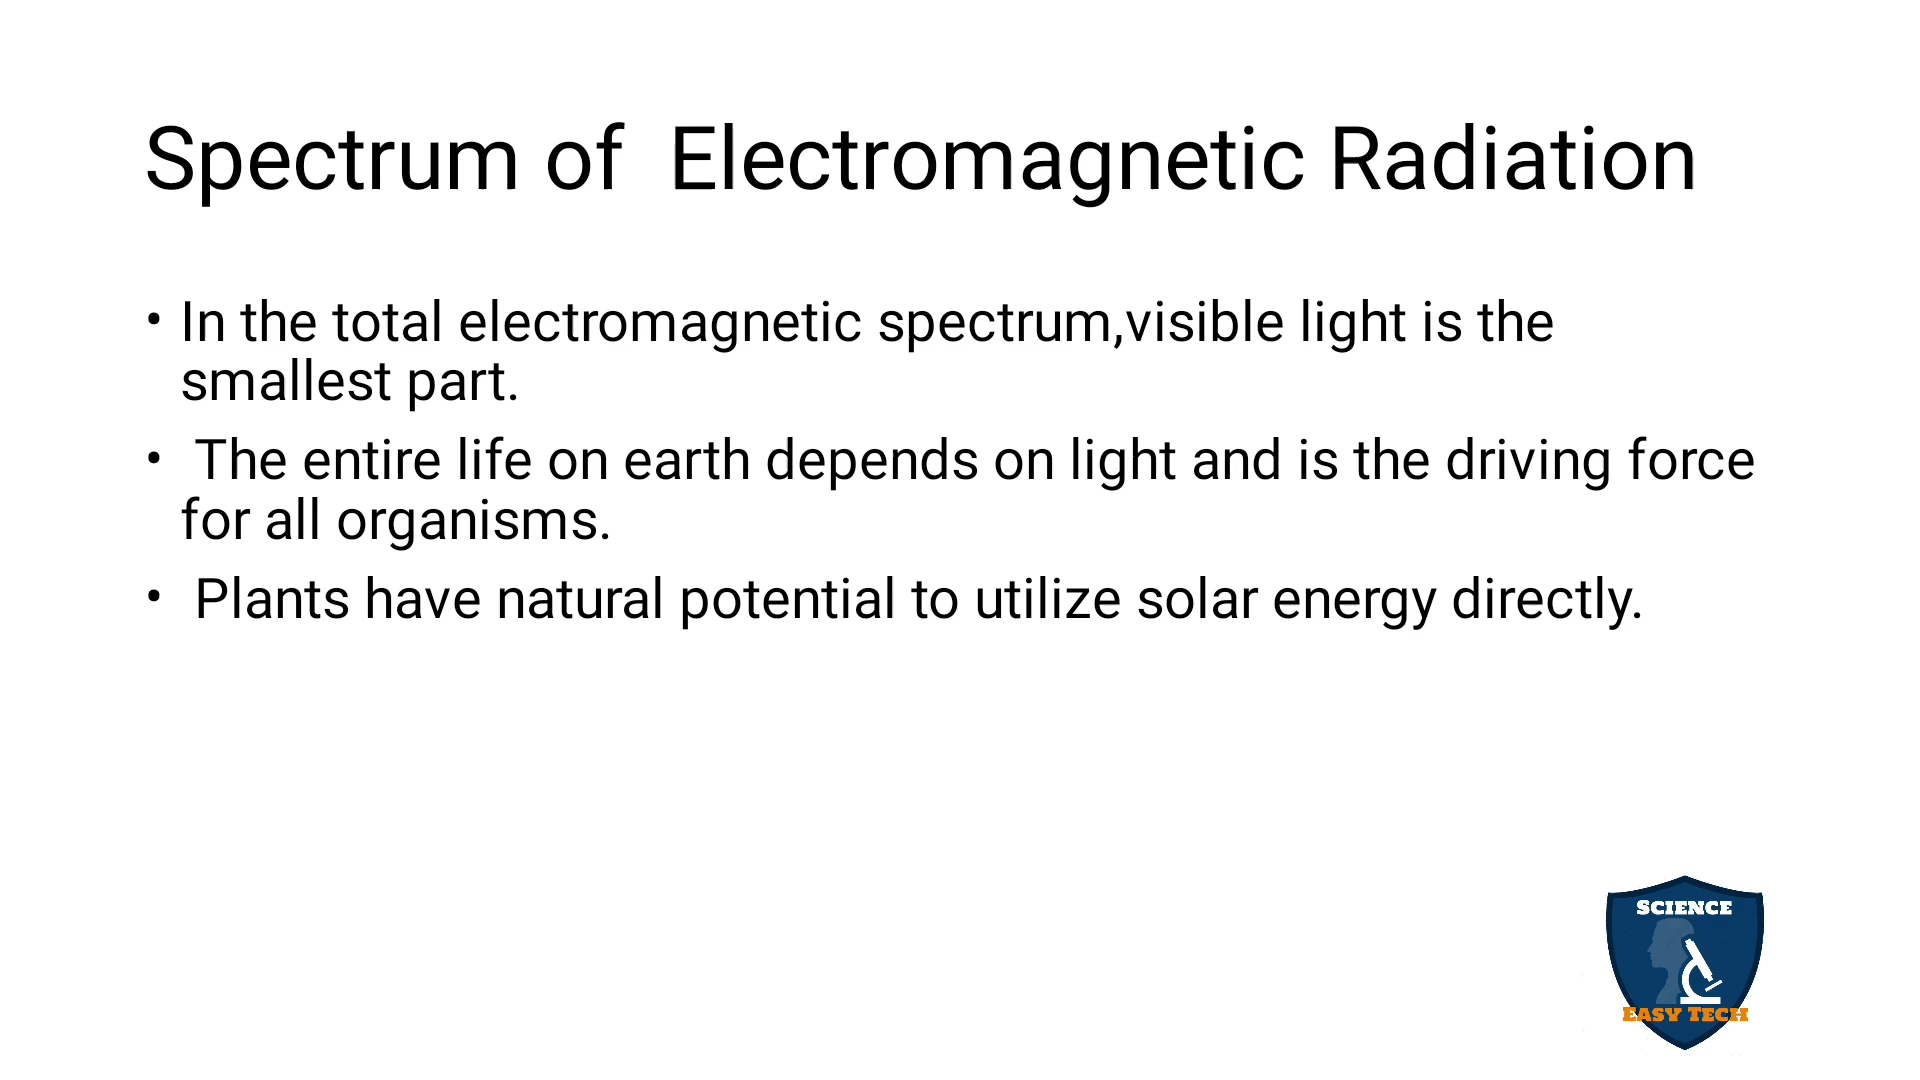 Spectrum of  Electromagnetic Radiation
• In the total electromagnetic spectrum,visible light is the
smallest part.
•  The entire life on earth depends on light and is the driving force
for all organisms.
•  Plants have natural potential to utilize solar energy directly.
SCIENCE
EASY TECH